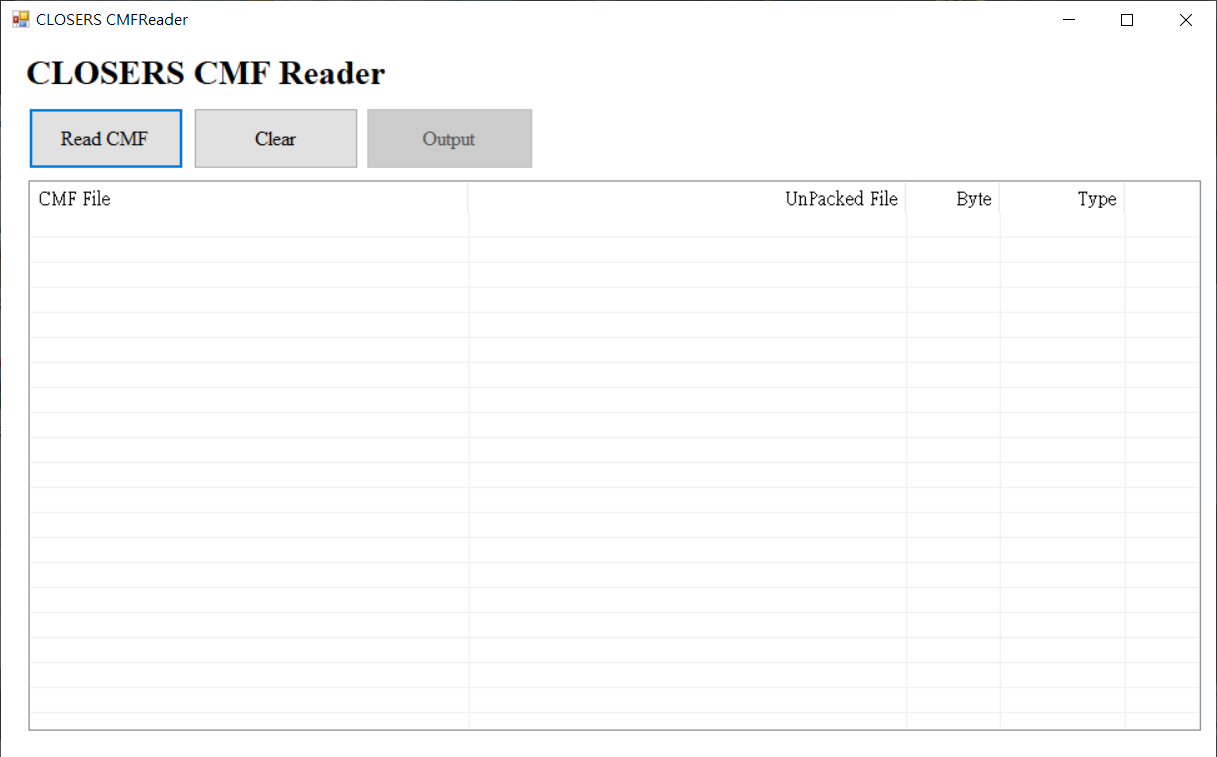 CLOSERS CMFReader
CLOSERS CMF Reader
Read CMF Clear Output
CMF File UnPacked File Byte Type